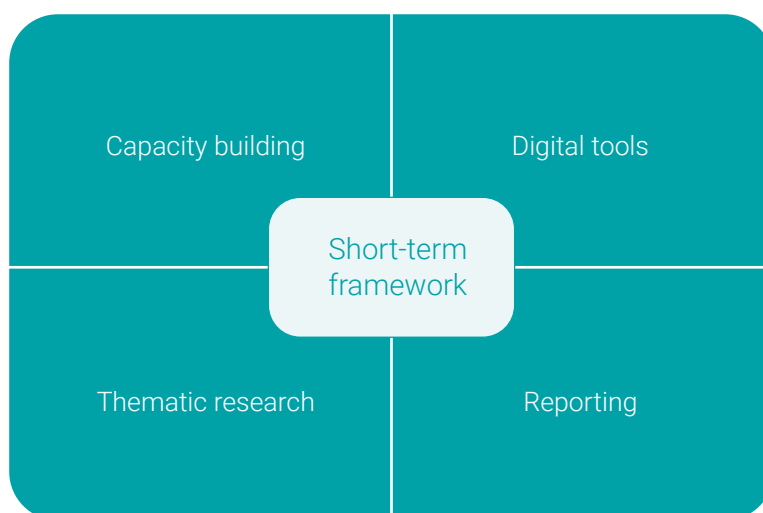 Capacity building
Digital tools
Short-term
framework
Thematic research
Reporting